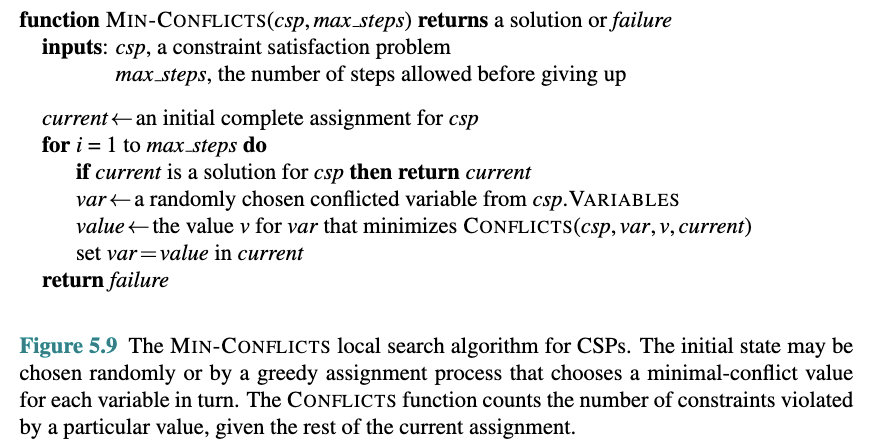 function MIN-CONFLICTS(csp, max_steps) returns a solution or failure
inputs: csp, a constraint satisfaction problem
max_steps, the number of steps allowed before giving up
current ← an initial complete assignment for csp
for i = 1 to max_steps do
if current is a solution for csp then return current
var ← a randomly chosen conflicted variable from csp.VARIABLES
value ← the value v for var that minimizes CONFLICTS(csp, var, v, current)
set var = value in current
return failure
Figure 5.9 The MIN-CONFLICTS local search algorithm for CSPs. The initial state may be
chosen randomly or by a greedy assignment process that chooses a minimal-conflict value
for each variable in turn. The CONFLICTS function counts the number of constraints violated
by a particular value, given the rest of the current assignment.